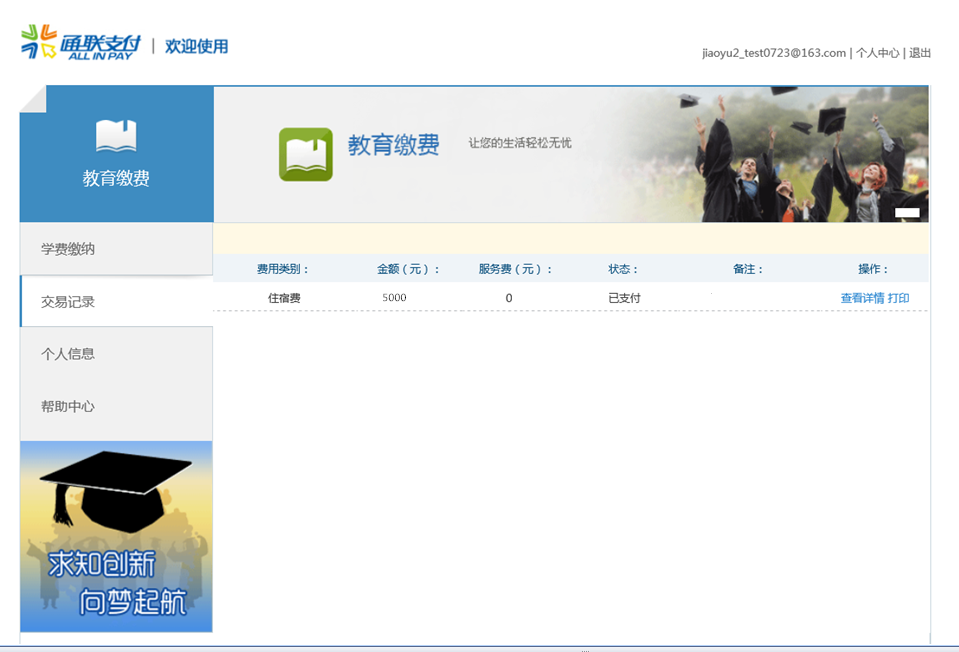 通联支付 | 欢迎使用
ALLINPAY
jiaoyu2_test0723@163.com | 个人中心 | 退出
教育缴费
教育缴费 让您的生活轻松无忧
学费缴纳
交易记录
个人信息
帮助中心
费用类别： 金额（元）： 服务费（元）： 状态： 备注： 操作：
住宿费 5000 0 已支付 查看详情 打印
求知创新
向梦起航